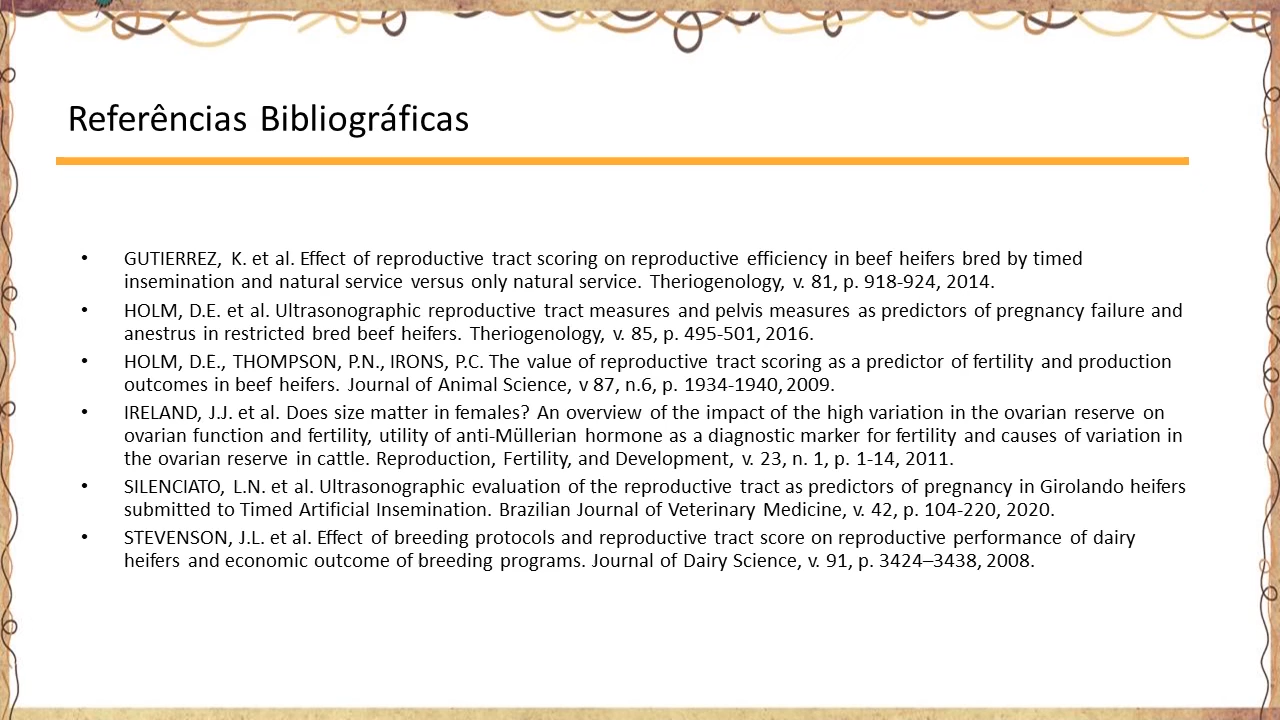 Referências Bibliográficas
• GUTIERREZ, K. et al. Effect of reproductive tract scoring on reproductive efficiency in beef heifers bred by timed
insemination and natural service versus only natural service. Theriogenology, v. 81, p. 918-924, 2014.
• HOLM, D.E. et al. Ultrasonographic reproductive tract measures and pelvis measures as predictors of pregnancy failure and
anestrus in restricted bred beef heifers. Theriogenology, v. 85, p. 495-501, 2016.
• HOLM, D.E., THOMPSON, P.N., IRONS, P.C. The value of reproductive tract scoring as a predictor of fertility and production
outcomes in beef heifers. Journal of Animal Science, v 87, n.6, p. 1934-1940, 2009.
• IRELAND, J.J. et al. Does size matter in females? An overview of the impact of the high variation in the ovarian reserve on
ovarian function and fertility, utility of anti-Müllerian hormone as a diagnostic marker for fertility and causes of variation in
the ovarian reserve in cattle. Reproduction, Fertility, and Development, v. 23, n. 1, p. 1-14, 2011.
• SILENCIATO, L.N. et al. Ultrasonographic evaluation of the reproductive tract as predictors of pregnancy in Girolando heifers
submitted to Timed Artificial Insemination. Brazilian Journal of Veterinary Medicine, v. 42, p. 104-220, 2020.
• STEVENSON, J.L. et al. Effect of breeding protocols and reproductive tract score on reproductive performance of dairy
heifers and economic outcome of breeding programs. Journal of Dairy Science, v. 91, p. 3424–3438, 2008.